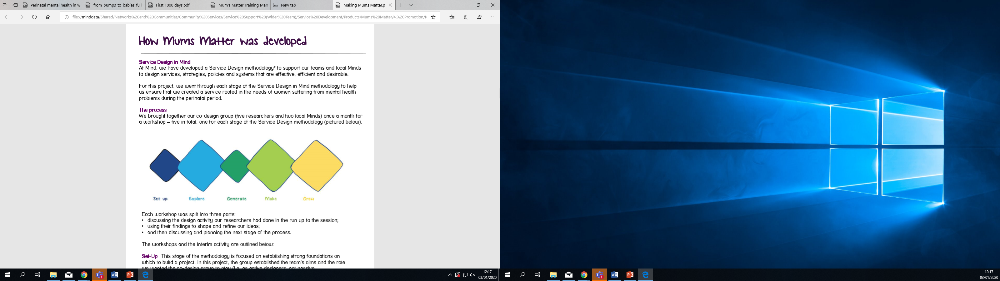 Perinatal mental health in w
from-bumps-to-babies-full-
First 1000 days.pdf
Mum's Matter Training Man
New tab
Making Mums Matter.p
file://minddata/Shared/Networks%20and%20Communities/Community%20Services/Service%20Support%20(Wider%20Team)/Service%20Development/Products/Mums%20Matter/4.%20Promotion/N
How Mums Matter was developed
Service Design in Mind
At Mind, we have developed a Service Design methodology* to support our teams and local Minds
to design services, strategies, policies and systems that are effective, efficient and desirable.
For this project, we went through each stage of the Service Design in Mind methodology to help
us ensure that we created a service rooted in the needs of women suffering from mental health
problems during the perinatal period.
The process
We brought together our co-design group (five researchers and two local Minds) once a month for
a workshop – five in total, one for each stage of the Service Design methodology (pictured below).
Set up Explore Generate Make Grow
Each workshop was split into three parts:
• discussing the design activity our researchers had done in the run up to the session;
• using their findings to shape and refine our ideas;
• and then discussing and planning the next stage of the process.
The workshops and the interim activity are outlined below:
Set-Up- This stage of the methodology is focused on establishing strong foundations on
which to build a project. In this project, the group established the team's aims and the role
we wanted the co-design group to play (i.e. as active designers, not passive
12:17
03/01/2020
12:17
03/01/2020